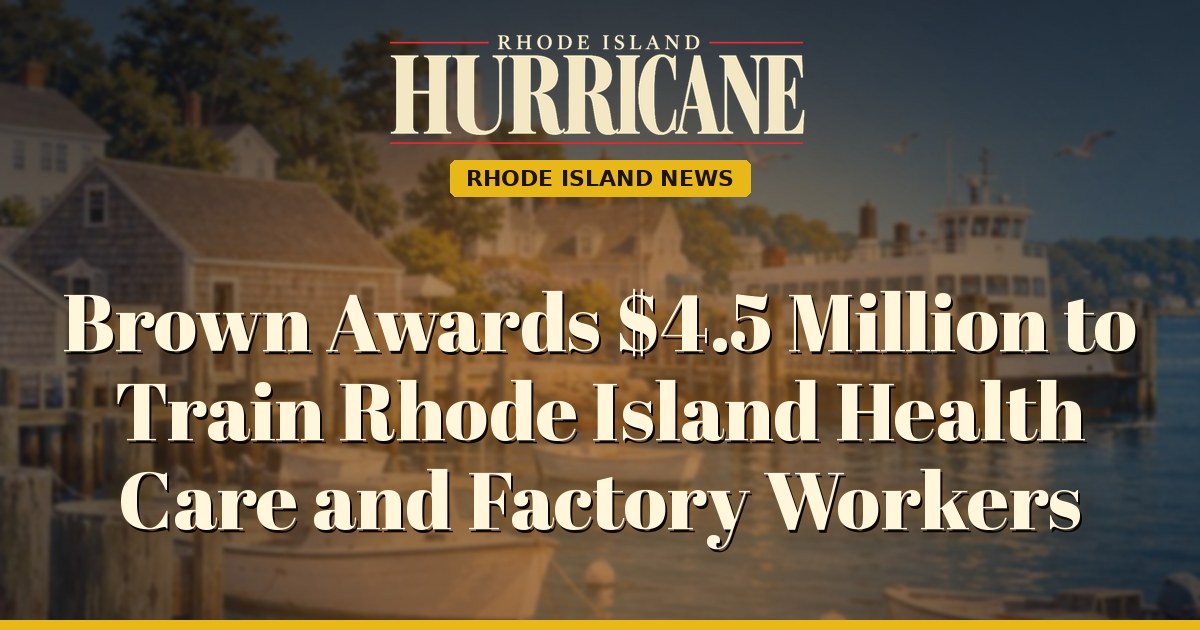 RHODE ISLAND
HURRICANE
RHODE ISLAND NEWS
Brown Awards $4.5 Million to
Train Rhode Island Health
Care and Factory Workers